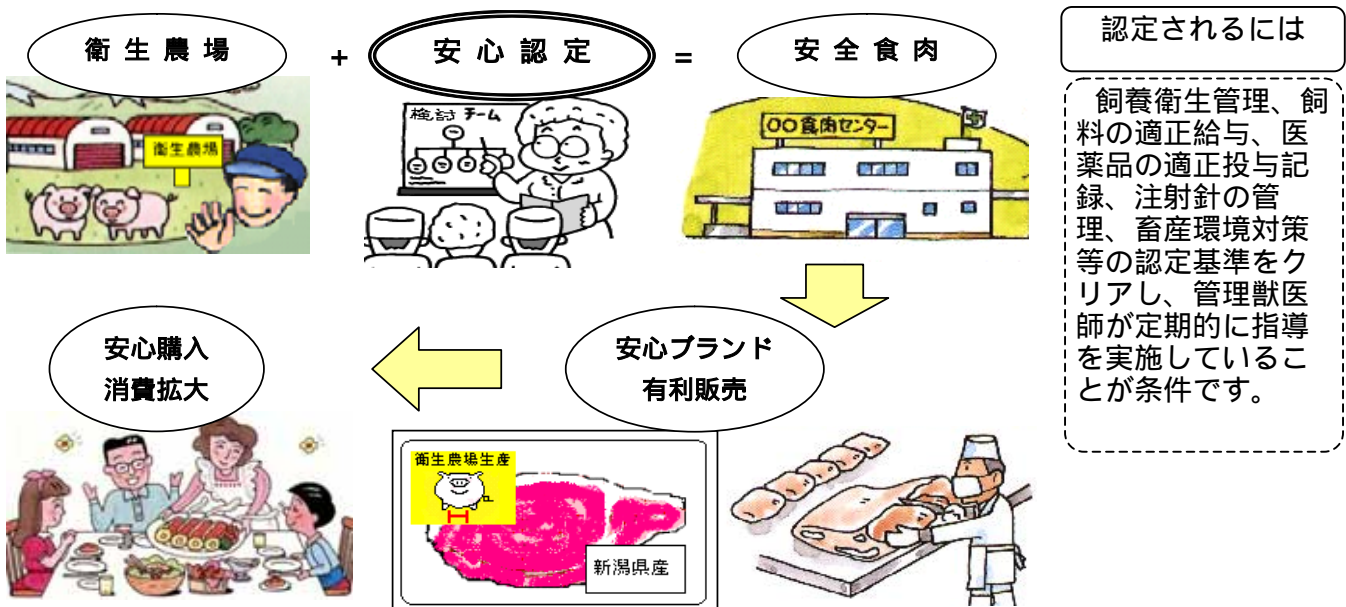 衛生農場
+
安心認定
=
安全食肉
認定されるには
飼養衛生管理、飼
料の適正給与、医
薬品の適正投与記
録、注射針の管
理、畜産環境対策
等の認定基準をク
リアし、管理獣医
師が定期的に指導
を実施しているこ
とが条件です。
衛生農場
検討チーム
〇〇食肉センター
安心購入
消費拡大
安心ブランド
有利販売
衛生農場生産
新潟県産